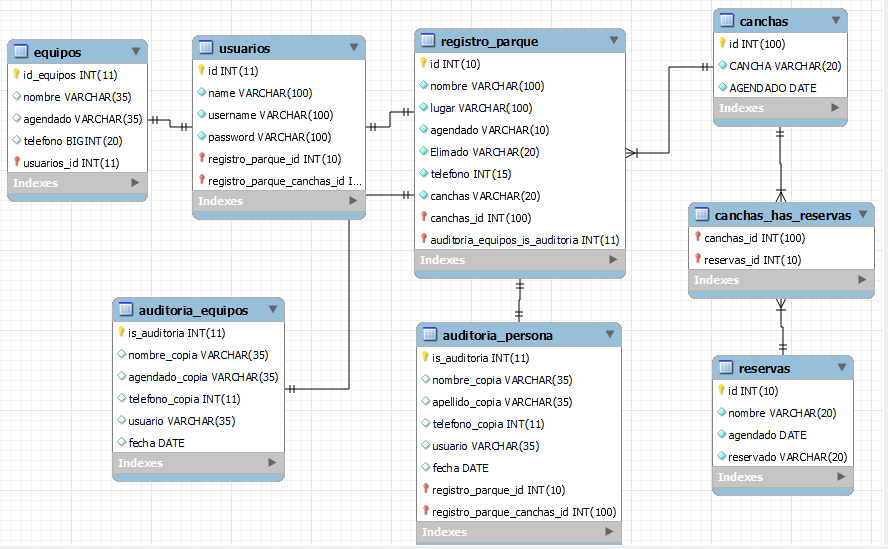 equipos
id_equipos INT(11)
nombre VARCHAR(35)
agendado VARCHAR(35)
telefono BIGINT(20)
usuarios_id INT(11)
Indexes
usuarios
id INT(11)
name VARCHAR(100)
username VARCHAR(100)
password VARCHAR(100)
registro_parque_id INT(10)
registro_parque_canchas_id I...
Indexes
registro_parque
id INT(10)
nombre VARCHAR(100)
lugar VARCHAR(100)
agendado VARCHAR(10)
Elimado VARCHAR(20)
telefono INT(15)
canchas VARCHAR(20)
canchas_id INT(100)
auditoria_equipos_is_auditoria INT(11)
Indexes
canchas
id INT(100)
CANCHA VARCHAR(20)
AGENDADO DATE
Indexes
canchas_has_reservas
canchas_id INT(100)
reservas_id INT(10)
Indexes
auditoria_equipos
is_auditoria INT(11)
nombre_copia VARCHAR(35)
agendado_copia VARCHAR(35)
telefono_copia INT(11)
usuario VARCHAR(35)
fecha DATE
Indexes
auditoria_persona
is_auditoria INT(11)
nombre_copia VARCHAR(35)
apellido_copia VARCHAR(35)
telefono_copia INT(11)
usuario VARCHAR(35)
fecha DATE
registro_parque_id INT(10)
registro_parque_canchas_id INT(100)
Indexes
reservas
id INT(10)
nombre VARCHAR(20)
agendado DATE
reservado VARCHAR(20)
Indexes